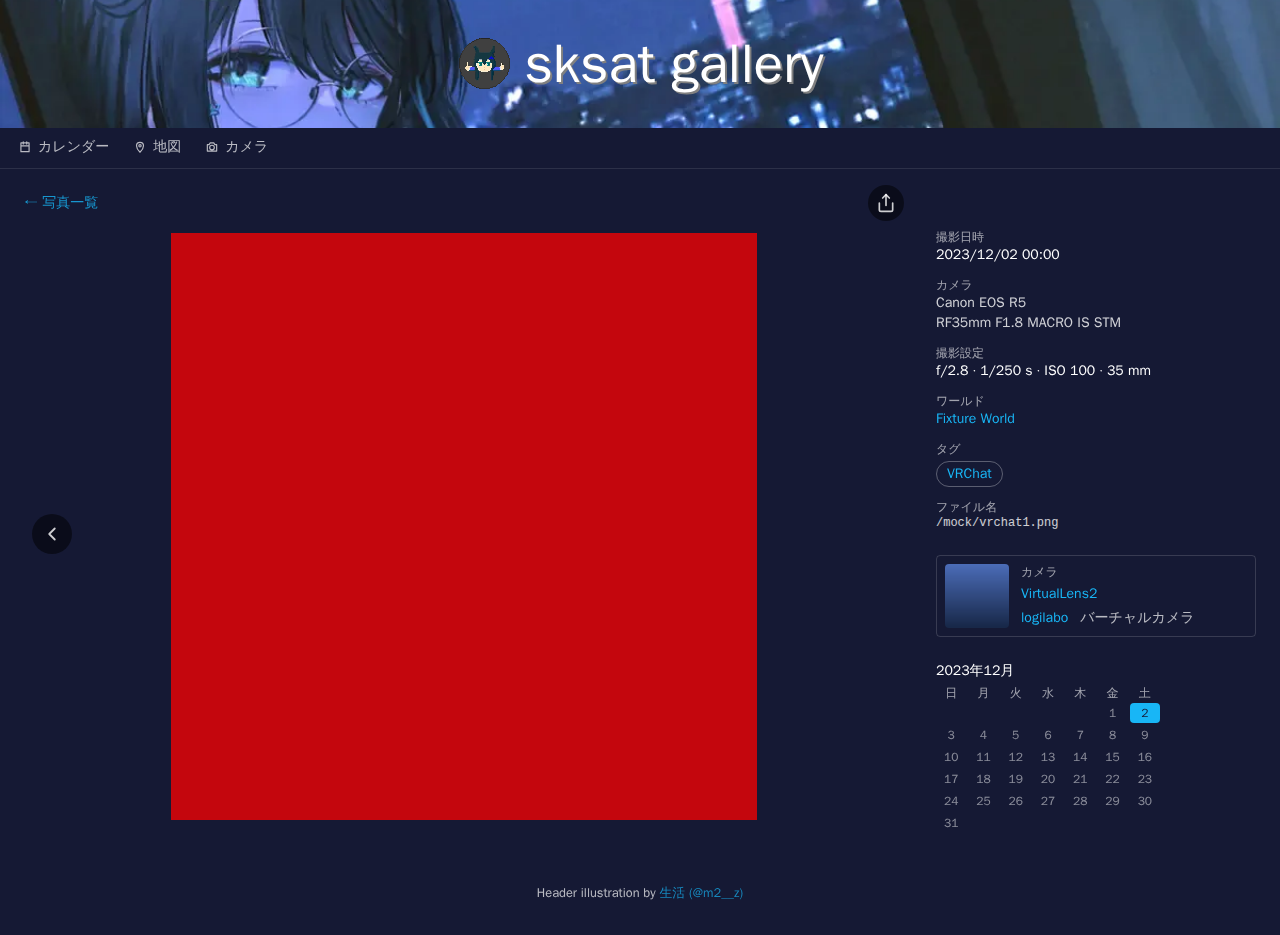 sksat gallery
カレンダー 地図 カメラ
← 写真一覧
撮影日時
2023/12/02 00:00
カメラ
Canon EOS R5
RF35mm F1.8 MACRO IS STM
撮影設定
f/2.8 · 1/250 s · ISO 100 · 35 mm
ワールド
Fixture World
タグ
VRChat
ファイル名
/mock/vrchat1.png
カメラ
VirtualLens2
logilabo バーチャルカメラ
2023年12月
日 月 火 水 木 金 土
1 2
3 4 5 6 7 8 9
10 11 12 13 14 15 16
17 18 19 20 21 22 23
24 25 26 27 28 29 30
31
Header illustration by 生活 (@m2__z)